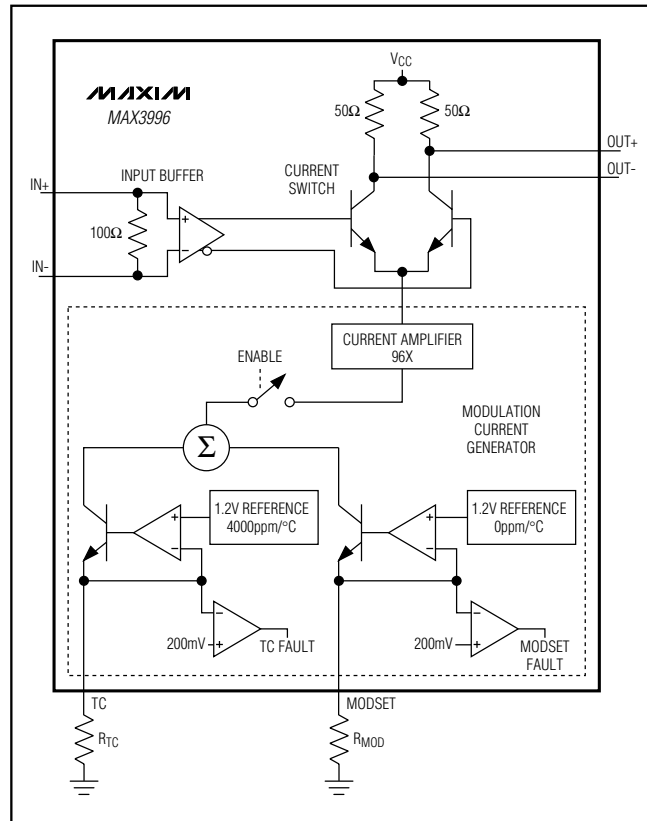 VCC
MAXIM
MAX3996
50Ω
50Ω
OUT+
OUT-
CURRENT
SWITCH
INPUT BUFFER
IN+
100Ω
+
−
IN-
CURRENT AMPLIFIER
96X
ENABLE
MODULATION
CURRENT
GENERATOR
Σ
1.2V REFERENCE
4000ppm/°C
+
−
1.2V REFERENCE
0ppm/°C
+
−
−
200mV
+
TC FAULT
−
200mV
+
MODSET
FAULT
TC
MODSET
RTC
RMOD